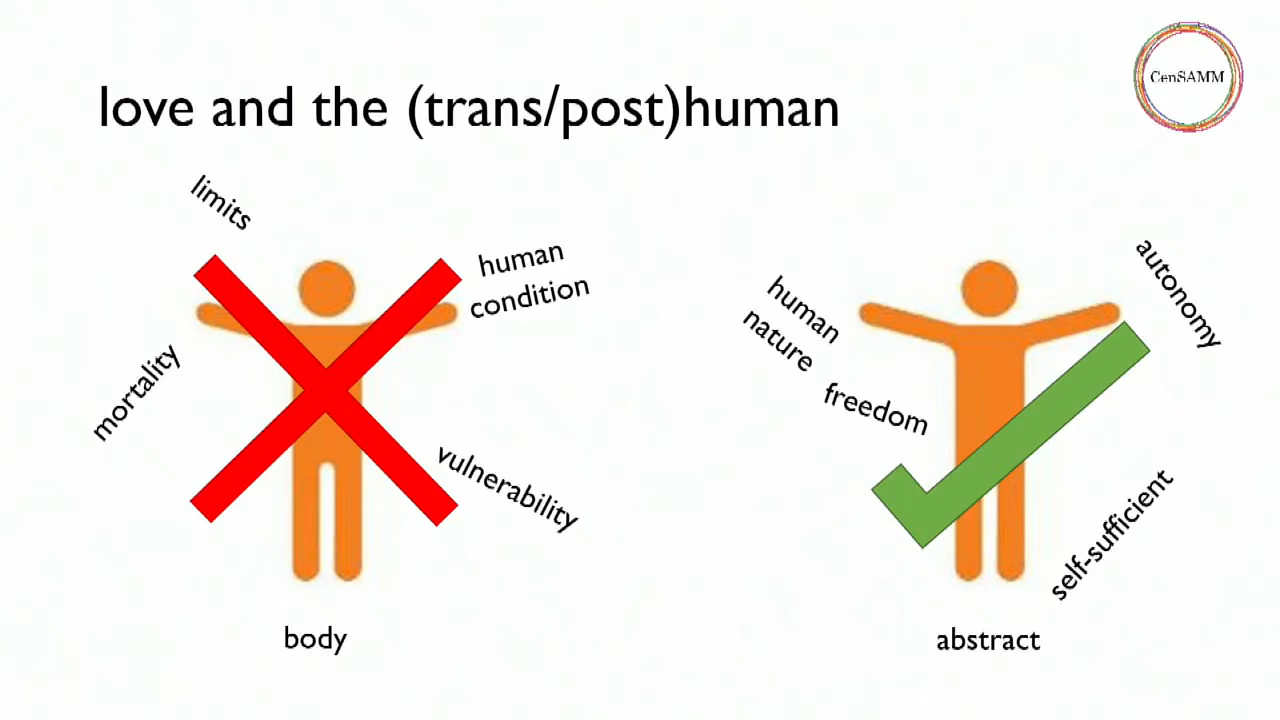 love and the (trans/post)human
CenSAMM
limits
human
condition
mortality
vulnerability
body
human
nature
freedom
autonomy
self-sufficient
abstract